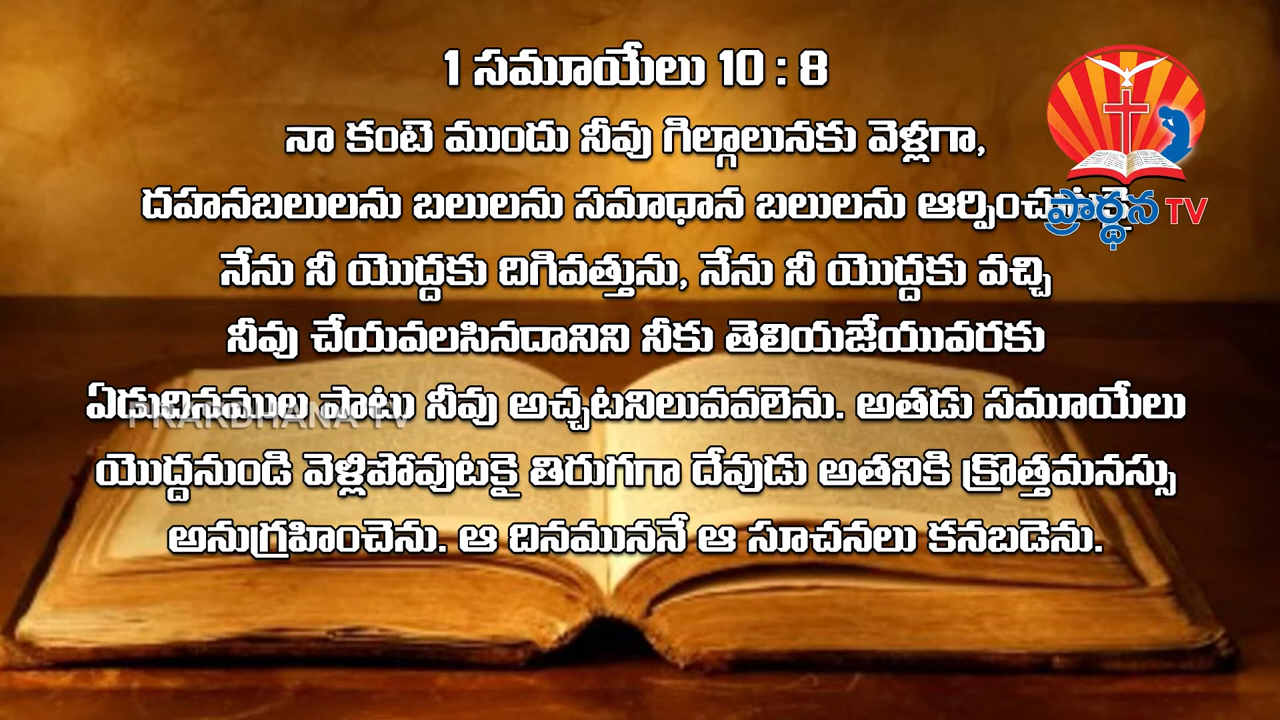 1 సమూయేలు 10 : 8
నా కంటె ముందు నీవు గిల్గాలునకు వెళ్లగా,
దహనబలులను బలులను సమాధాన బలులను ఆర్పించుటకై
నేను నీ యొద్దకు దిగివత్తును, నేను నీ యొద్దకు వచ్చి
నీవు చేయవలసినదానిని నీకు తెలియజేయువరకు
ఏడుదినముల పాటు నీవు అచ్చటనిలువవలెను. అతడు సమూయేలు
యొద్దనుండి వెళ్లిపోవుటకై తిరుగగా దేవుడు అతనికి క్రొత్తమనస్సు
అనుగ్రహించెను. ఆ దినముననే ఆ సూచనలు కనబడెను.
ప్రార్థన TV
PRARDHANA TV